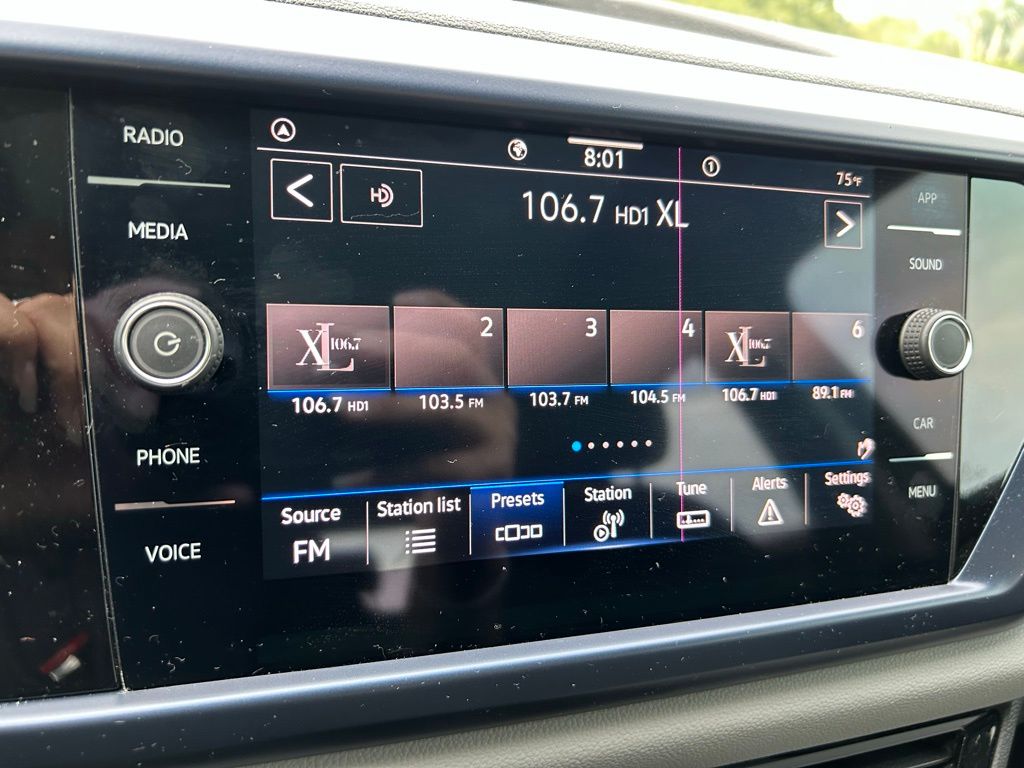 RADIO
MEDIA
PHONE
VOICE
8:01
1
75°F
HD
106.7 HD1 XL
XL 106.7
2
3
4
XL 106.7
6
106.7 HD1
103.5 FM
103.7 FM
104.5 FM
106.7 HD1
89.1 FM
Source
FM
Station list
Presets
Station
Tune
Alerts
Settings
APP
SOUND
CAR
MENU